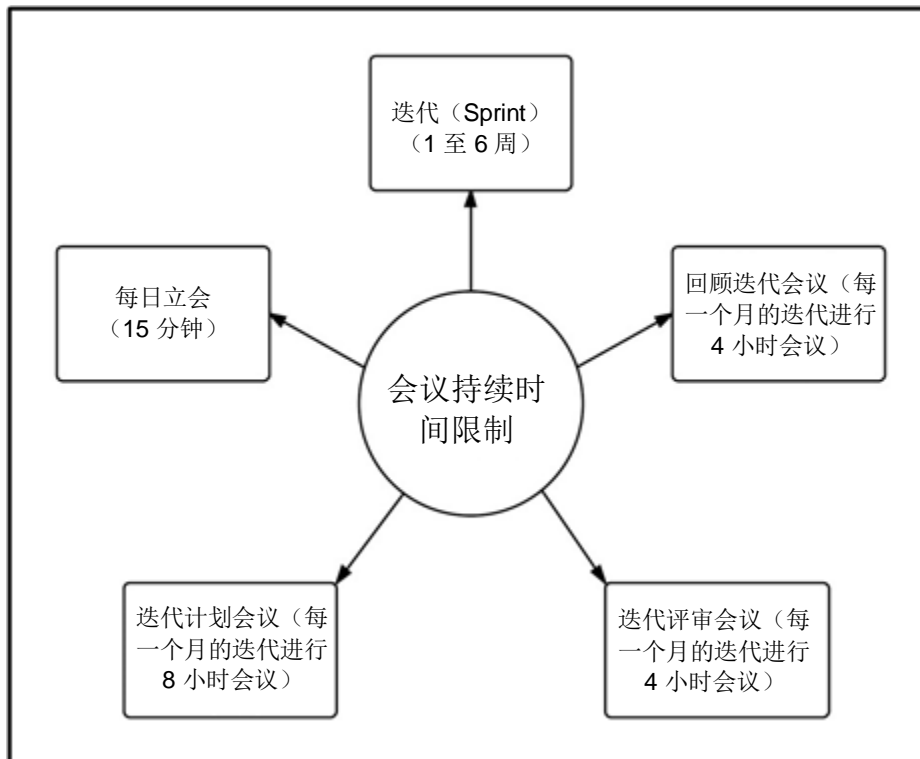 迭代（Sprint）
（1 至 6 周）
每日立会
（15 分钟）
回顾迭代会议（每
一个月的迭代进行
4 小时会议）
会议持续时
间限制
迭代计划会议（每
一个月的迭代进行
8 小时会议）
迭代评审会议（每
一个月的迭代进行
4 小时会议）